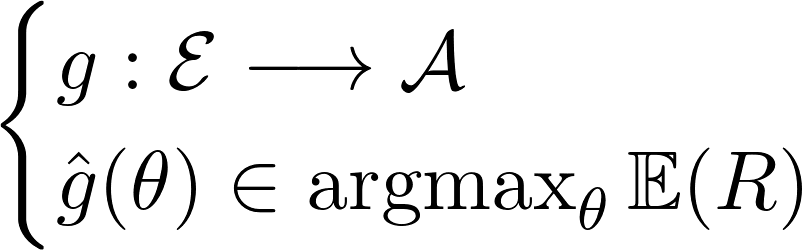 g : ℰ ⟶ 𝒜
ĝ(θ) ∈ argmax_θ 𝔼(R)